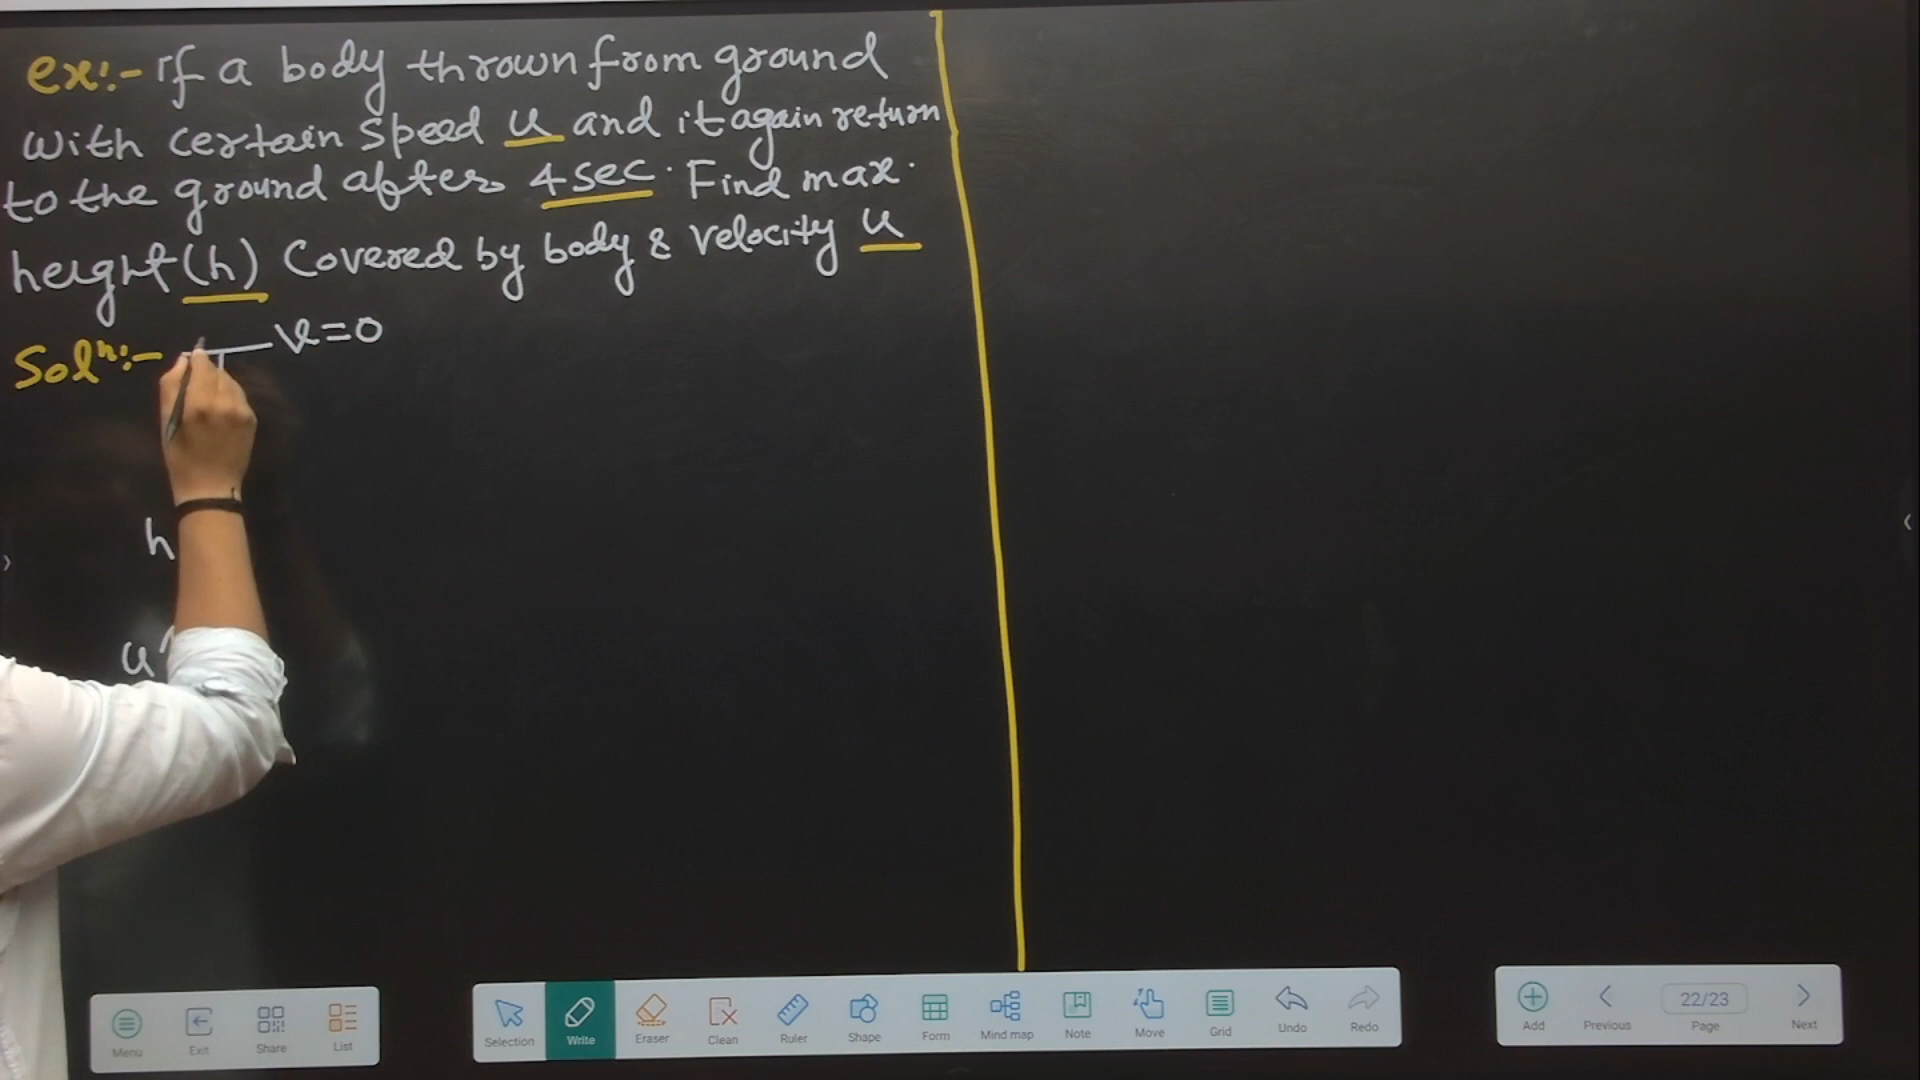 ex:- If a body thrown from ground
with certain speed u and it again return
to the ground after 4 sec. Find max.
height (h) Covered by body & velocity u
Solⁿ:- v=0
h
u
Menu Exit Share List
Selection Write Eraser Clean Ruler Shape Form Mind map Note Move Grid Undo Redo
Add Previous 22/23 Page Next